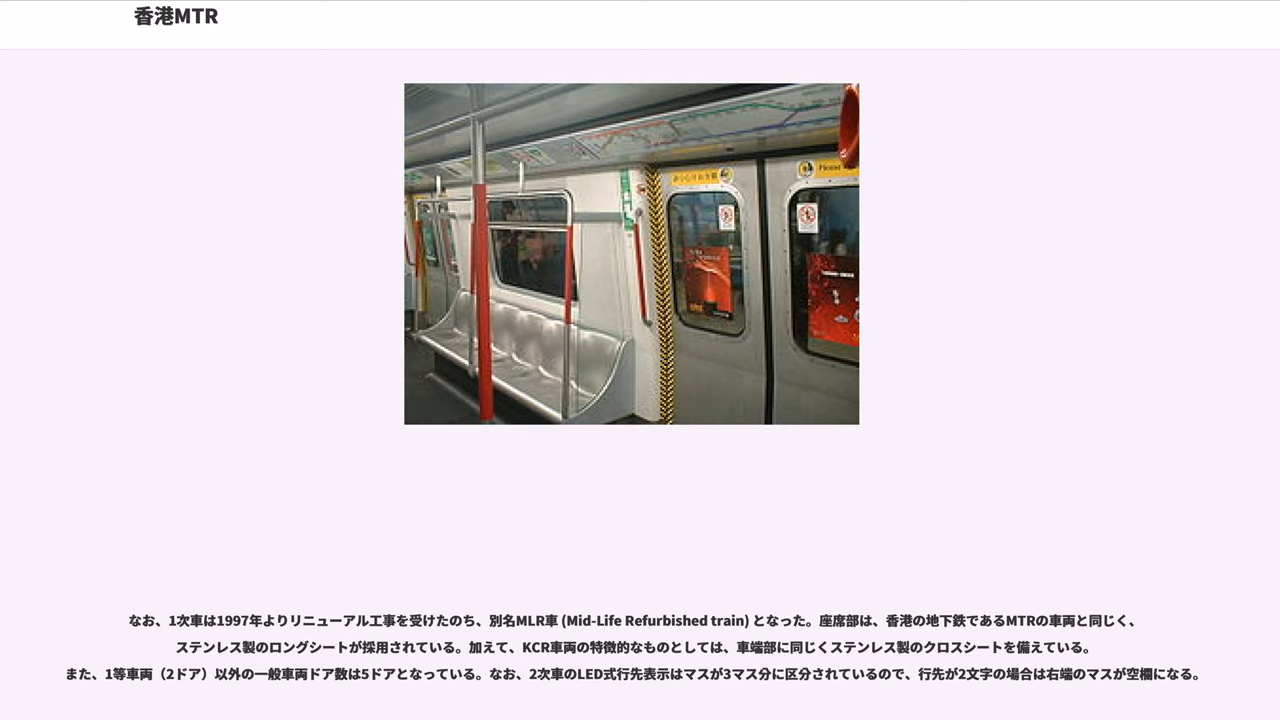 香港MTR
なお、1次車は1997年よりリニューアル工事を受けたのち、別名MLR車 (Mid-Life Refurbished train) となった。座席部は、香港の地下鉄であるMTRの車両と同じく、
ステンレス製のロングシートが採用されている。加えて、KCR車両の特徴的なものとしては、車端部に同じくステンレス製のクロスシートを備えている。
また、1等車両（2ドア）以外の一般車両ドア数は5ドアとなっている。なお、2次車のLED式行先表示はマスが3マス分に区分されているので、行先が2文字の場合は右端のマスが空欄になる。